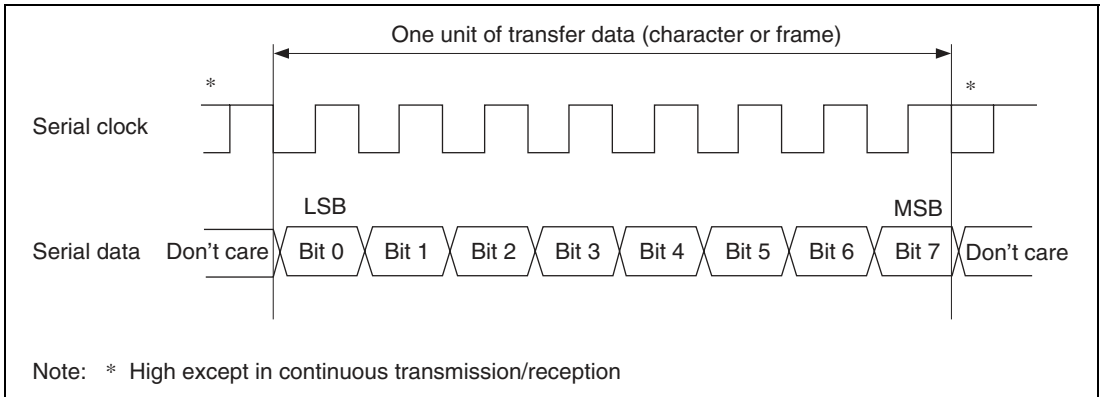 One unit of transfer data (character or frame)
* *
Serial clock
LSB MSB
Serial data Don't care Bit 0 Bit 1 Bit 2 Bit 3 Bit 4 Bit 5 Bit 6 Bit 7 Don't care
Note: * High except in continuous transmission/reception